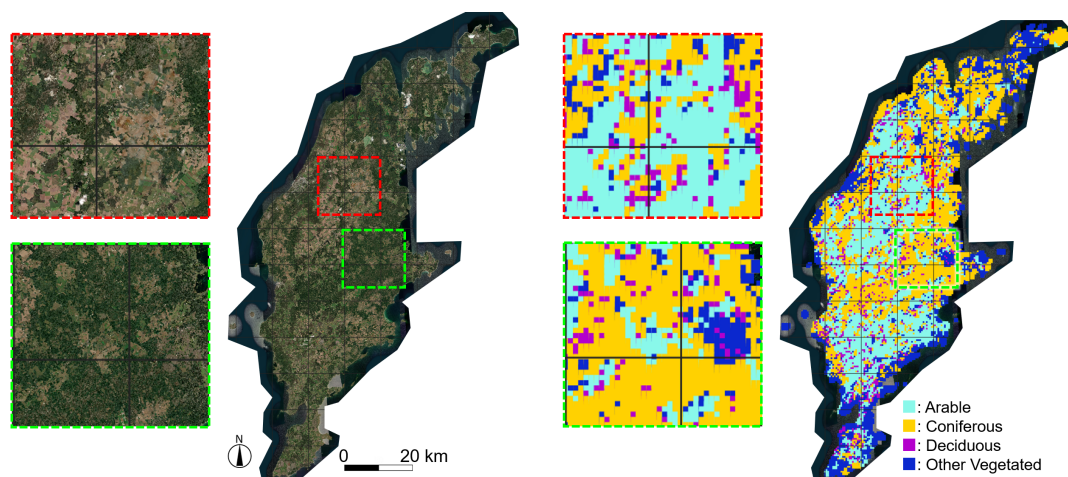 N
0
20 km
: Arable
: Coniferous
: Deciduous
: Other Vegetated